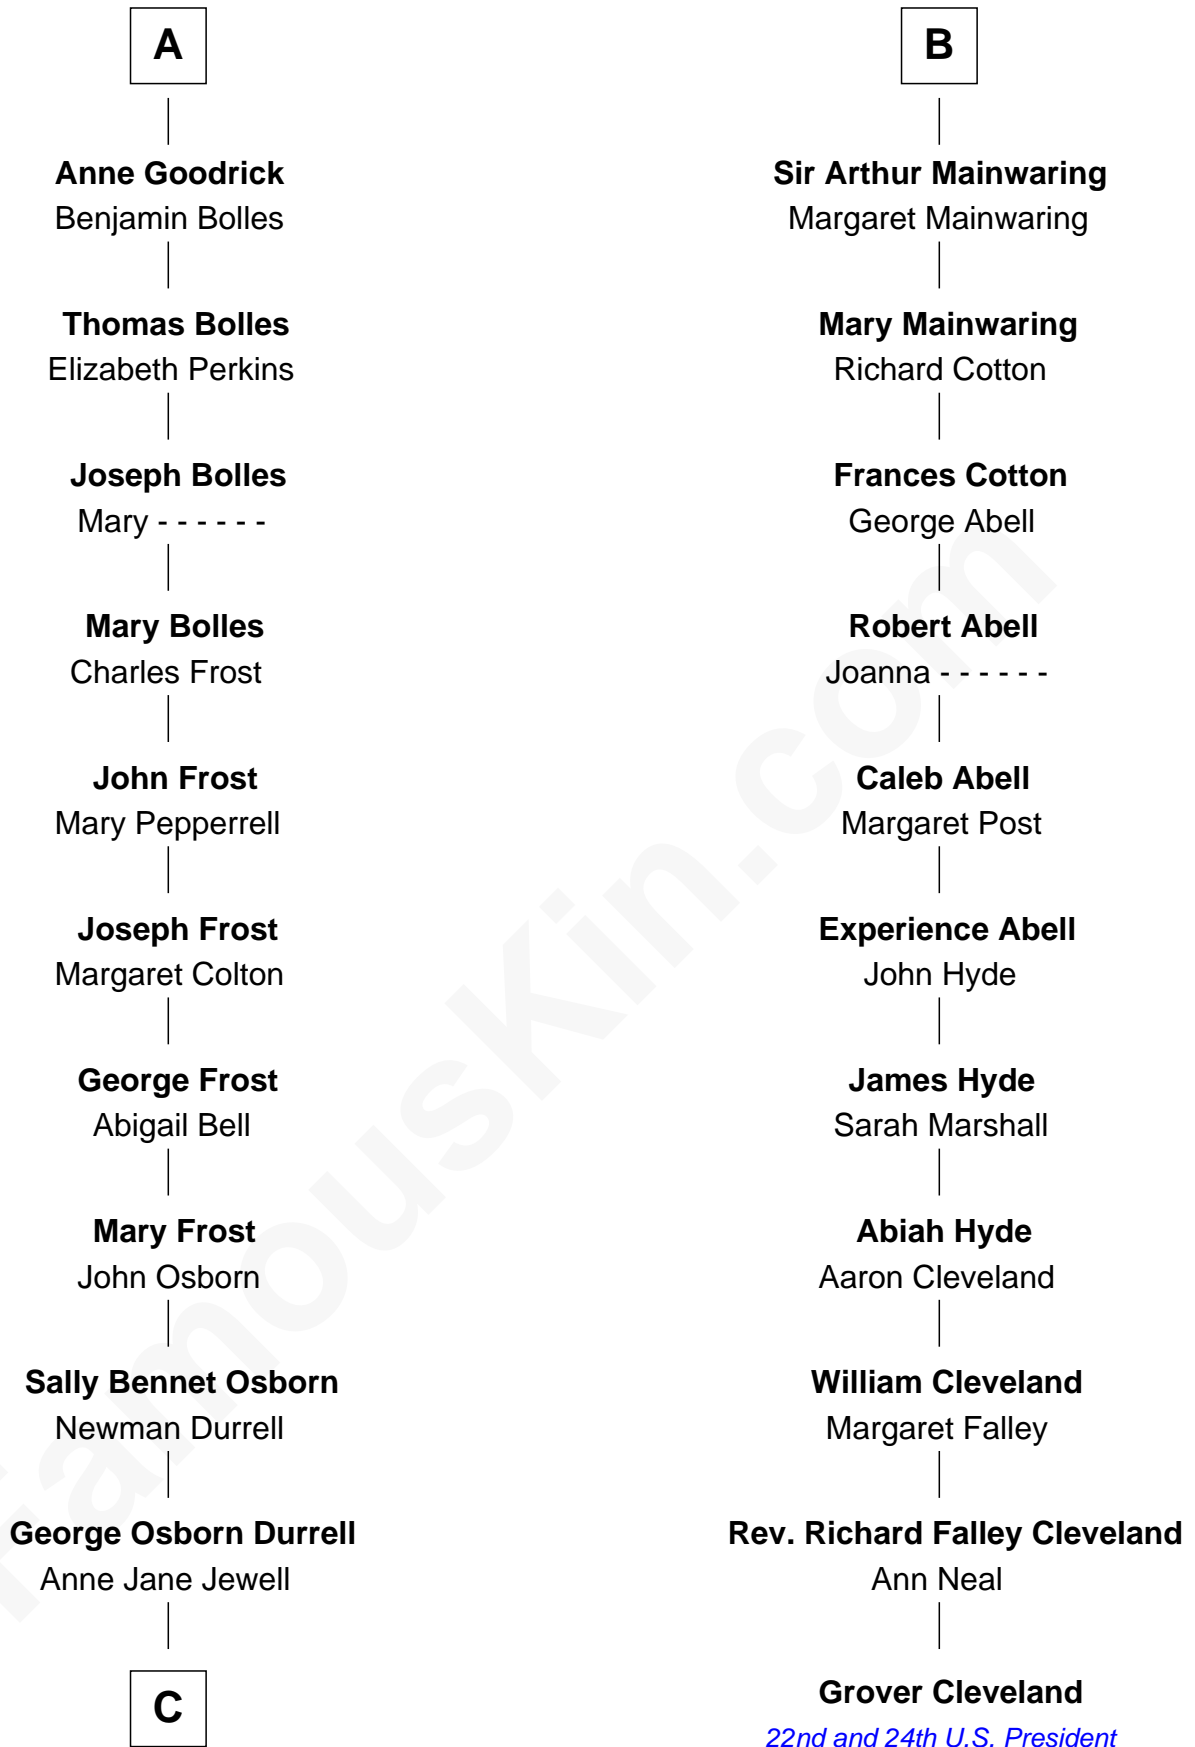 A
Anne Goodrick
Benjamin Bolles
Thomas Bolles
Elizabeth Perkins
Joseph Bolles
Mary - - - - - -
Mary Bolles
Charles Frost
John Frost
Mary Pepperrell
Joseph Frost
Margaret Colton
George Frost
Abigail Bell
Mary Frost
John Osborn
Sally Bennet Osborn
Newman Durrell
George Osborn Durrell
Anne Jane Jewell
C
B
Sir Arthur Mainwaring
Margaret Mainwaring
Mary Mainwaring
Richard Cotton
Frances Cotton
George Abell
Robert Abell
Joanna - - - - - -
Caleb Abell
Margaret Post
Experience Abell
John Hyde
James Hyde
Sarah Marshall
Abiah Hyde
Aaron Cleveland
William Cleveland
Margaret Falley
Rev. Richard Falley Cleveland
Ann Neal
Grover Cleveland
22nd and 24th U.S. President
FamousKin.com